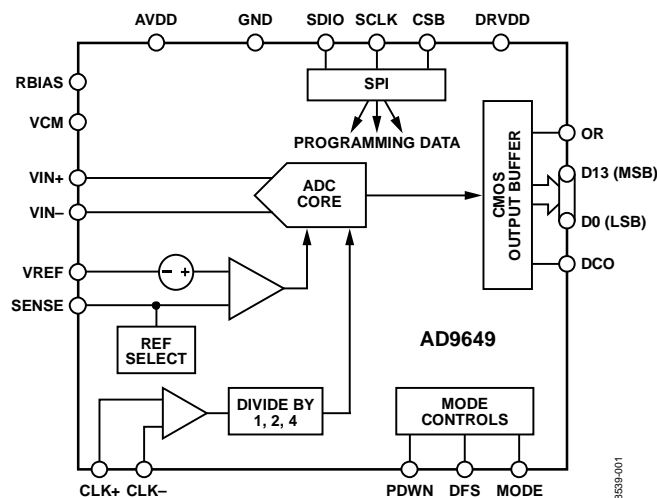 AVDD
GND
SDIO
SCLK
CSB
DRVDD
RBIAS
VCM
VIN+
VIN–
VREF
SENSE
SPI
PROGRAMMING DATA
ADC
CORE
CMOS
OUTPUT BUFFER
OR
D13 (MSB)
D0 (LSB)
DCO
– +
REF
SELECT
AD9649
DIVIDE BY
1, 2, 4
MODE
CONTROLS
CLK+
CLK–
PDWN
DFS
MODE